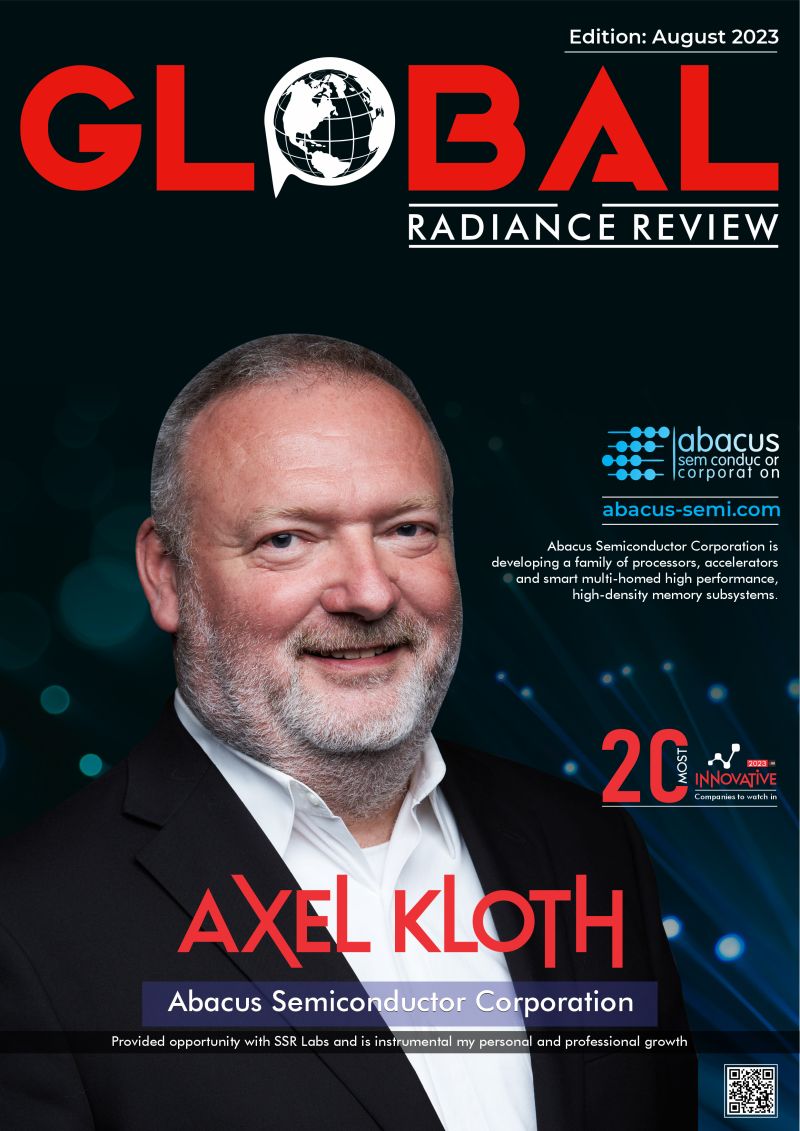 Edition: August 2023
GLOBAL
RADIANCE REVIEW
abacus
sem conduc or
corporat on
abacus-semi.com
Abacus Semiconductor Corporation is
developing a family of processors, accelerators
and smart multi-homed high performance,
high-density memory subsystems.
20 MOST
2023
INNOVATIVE
Companies to watch in
AXEL KLOTH
Abacus Semiconductor Corporation
Provided opportunity with SSR Labs and is instrumental my personal and professional growth